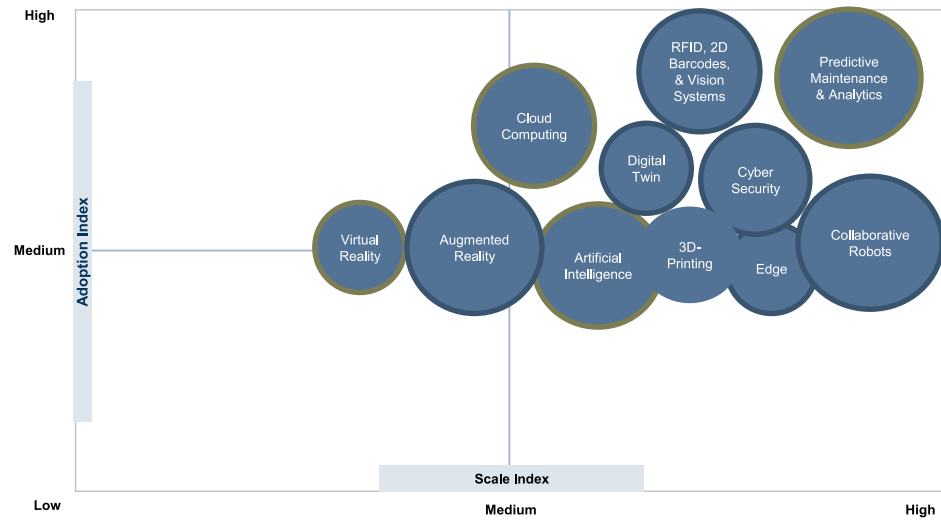 High
RFID, 2D
Barcodes,
& Vision
Systems
Predictive
Maintenance
& Analytics
Cloud
Computing
Digital
Twin
Cyber
Security
Adoption Index
Medium
Virtual
Reality
Augmented
Reality
Artificial
Intelligence
3D-
Printing
Edge
Collaborative
Robots
Scale Index
Low
Medium
High